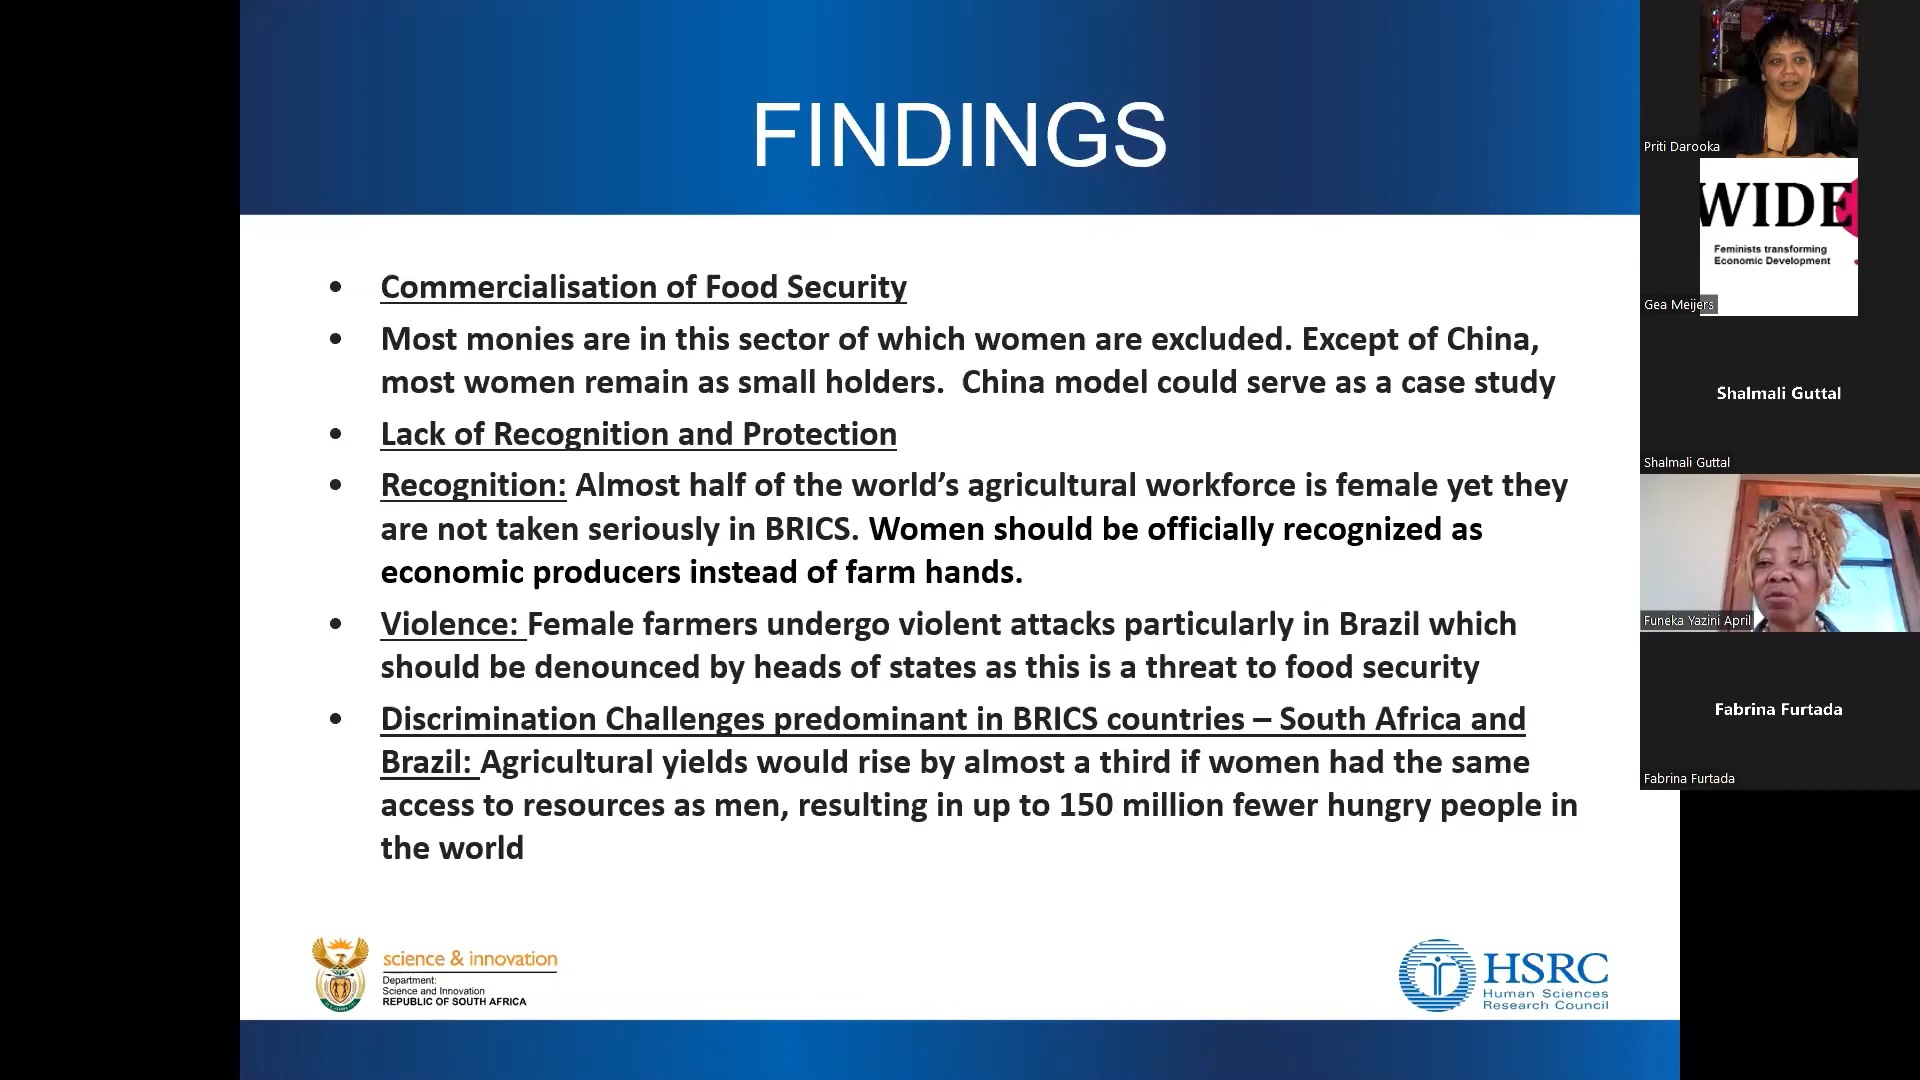 FINDINGS
• Commercialisation of Food Security
• Most monies are in this sector of which women are excluded. Except of China,
most women remain as small holders.  China model could serve as a case study
• Lack of Recognition and Protection
• Recognition: Almost half of the world’s agricultural workforce is female yet they
are not taken seriously in BRICS. Women should be officially recognized as
economic producers instead of farm hands.
• Violence: Female farmers undergo violent attacks particularly in Brazil which
should be denounced by heads of states as this is a threat to food security
• Discrimination Challenges predominant in BRICS countries – South Africa and
Brazil: Agricultural yields would rise by almost a third if women had the same
access to resources as men, resulting in up to 150 million fewer hungry people in
the world
science & innovation
Department:
Science and Innovation
REPUBLIC OF SOUTH AFRICA
HSRC
Human Sciences
Research Council
Priti Darooka
WIDE
Feminists transforming
Economic Development
Gea Meijers
Shalmali Guttal
Shalmali Guttal
Funeka Yazini April
Fabrina Furtada
Fabrina Furtada